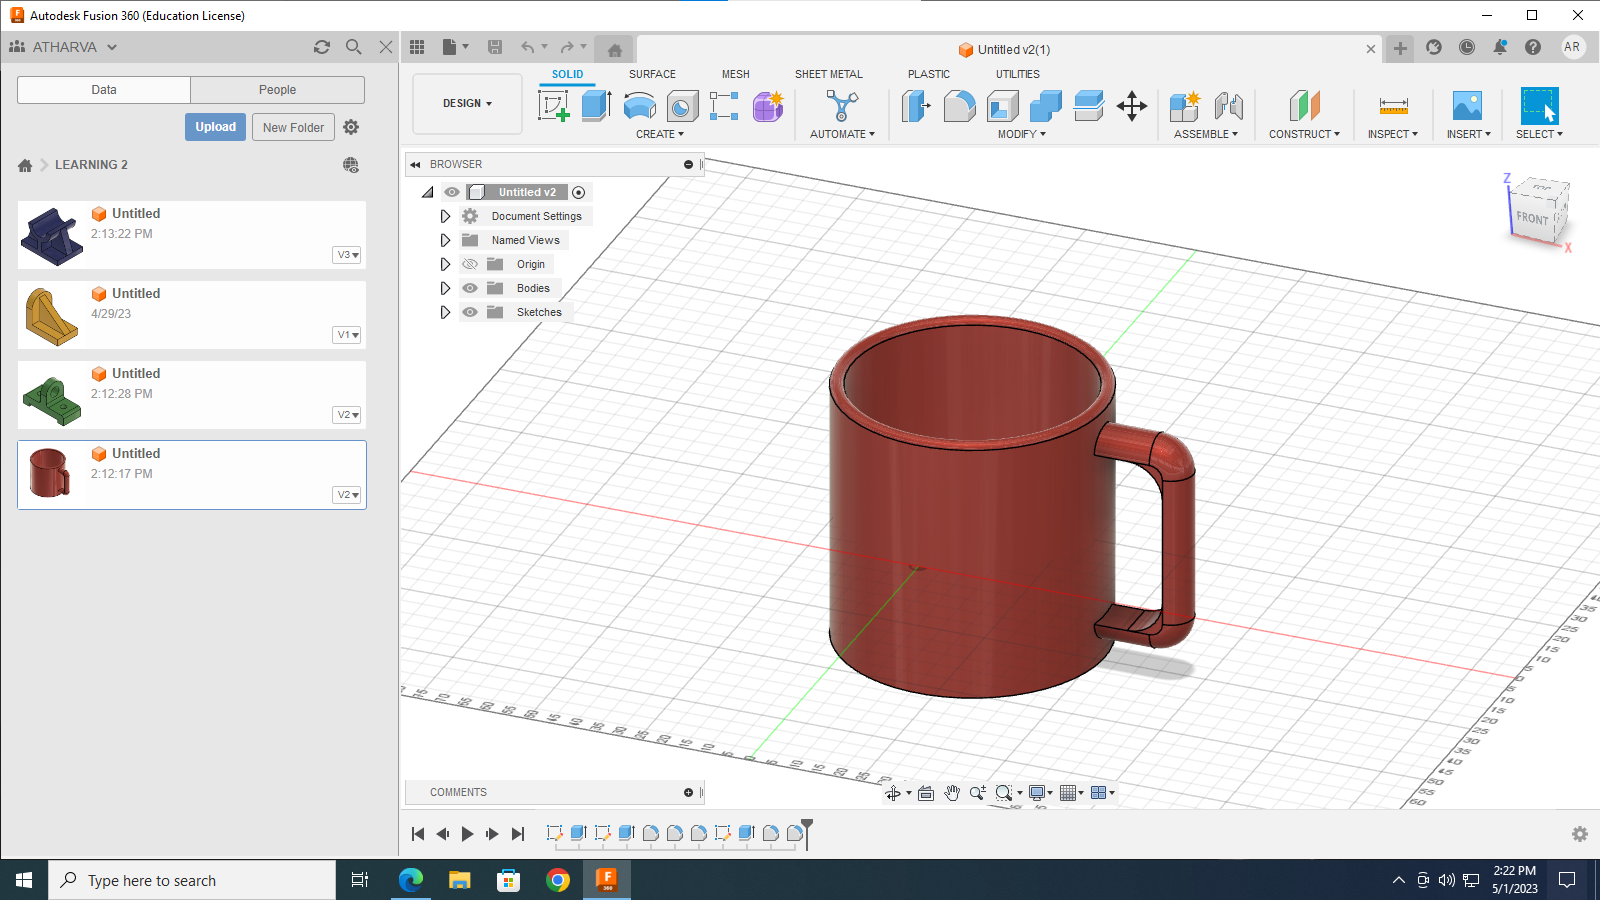 Autodesk Fusion 360 (Education License)
ATHARVA
Untitled v2(1)
AR
Data
People
Upload
New Folder
LEARNING 2
Untitled
2:13:22 PM
V3
Untitled
4/29/23
V1
Untitled
2:12:28 PM
V2
Untitled
2:12:17 PM
V2
DESIGN
SOLID
SURFACE
MESH
SHEET METAL
PLASTIC
UTILITIES
CREATE
AUTOMATE
MODIFY
ASSEMBLE
CONSTRUCT
INSPECT
INSERT
SELECT
BROWSER
Untitled v2
Document Settings
Named Views
Origin
Bodies
Sketches
Z
TOP
FRONT
X
COMMENTS
Type here to search
F
360
2:22 PM
5/1/2023